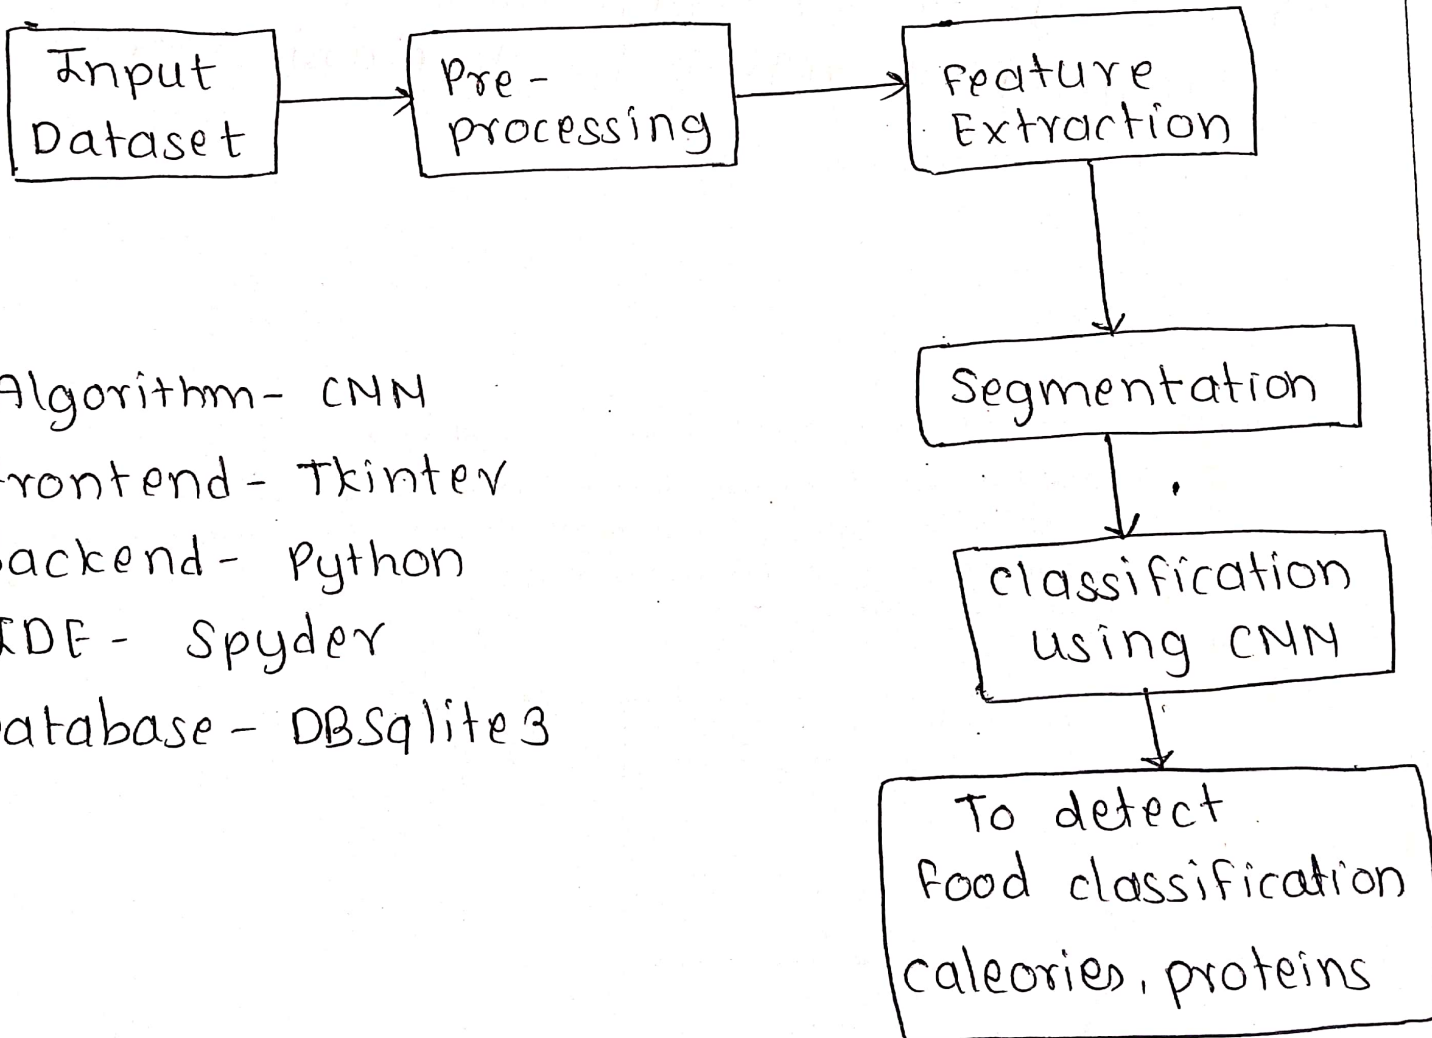 Input
Dataset
Pre-
processing
Feature
Extraction
Segmentation
Classification
using CNN
To detect
food classification
caleories, proteins
Algorithm- CNN
rontend - Tkinter
ackend - Python
IDE - Spyder
atabase - DBSqlite3